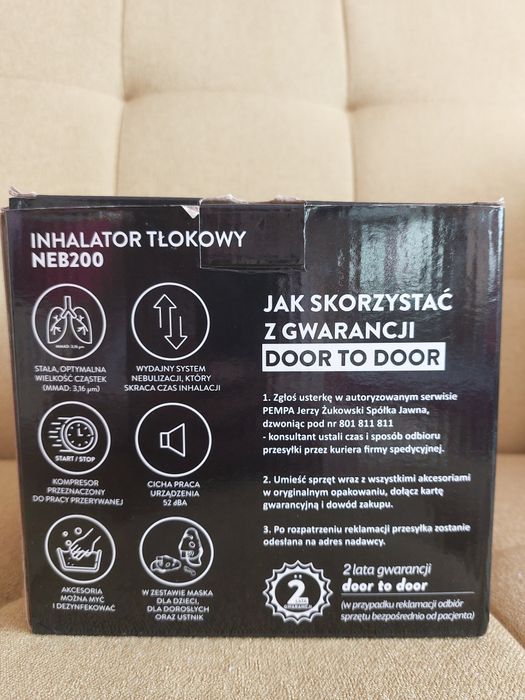 INHALATOR TŁOKOWY
NEB200
MMAD: 3,16 µm
STAŁA, OPTYMALNA
WIELKOŚĆ CZĄSTEK
(MMAD: 3,16 µm)
WYDAJNY SYSTEM
NEBULIZACJI, KTÓRY
SKRACA CZAS INHALACJI
START / STOP
KOMPRESOR
PRZEZNACZONY
DO PRACY PRZERYWANEJ
CICHA PRACA
URZĄDZENIA
52 dBA
AKCESORIA
MOŻNA MYĆ
I DEZYNFEKOWAĆ
W ZESTAWIE MASKA
DLA DZIECI,
DLA DOROSŁYCH
ORAZ USTNIK
JAK SKORZYSTAĆ
Z GWARANCJI
DOOR TO DOOR
1. Zgłoś usterkę w autoryzowanym serwisie
PEMPA Jerzy Żukowski Spółka Jawna,
dzwoniąc pod nr 801 811 811
- konsultant ustali czas i sposób odbioru
przesyłki przez kuriera firmy spedycyjnej.
2. Umieść sprzęt wraz z wszystkimi akcesoriami
w oryginalnym opakowaniu, dołącz kartę
gwarancyjną i dowód zakupu.
3. Po rozpatrzeniu reklamacji przesyłka zostanie
odesłana na adres nadawcy.
2
LATA
GWARANCJI
2 lata gwarancji
door to door
(w przypadku reklamacji odbiór
sprzętu bezpośrednio od pacjenta)